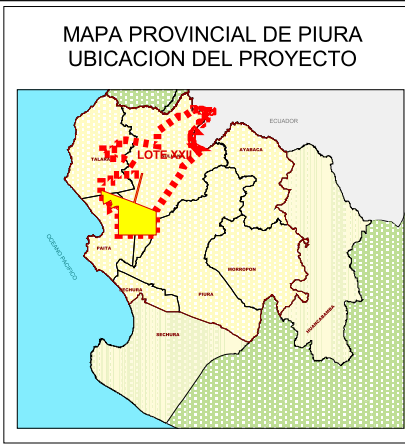 MAPA PROVINCIAL DE PIURA
UBICACION DEL PROYECTO
ECUADOR
AYABACA
TALARA
LOTE XXII
OCEANO PACIFICO
PAITA
MORROPON
SECHURA
PIURA
HUANCABAMBA
SECHURA